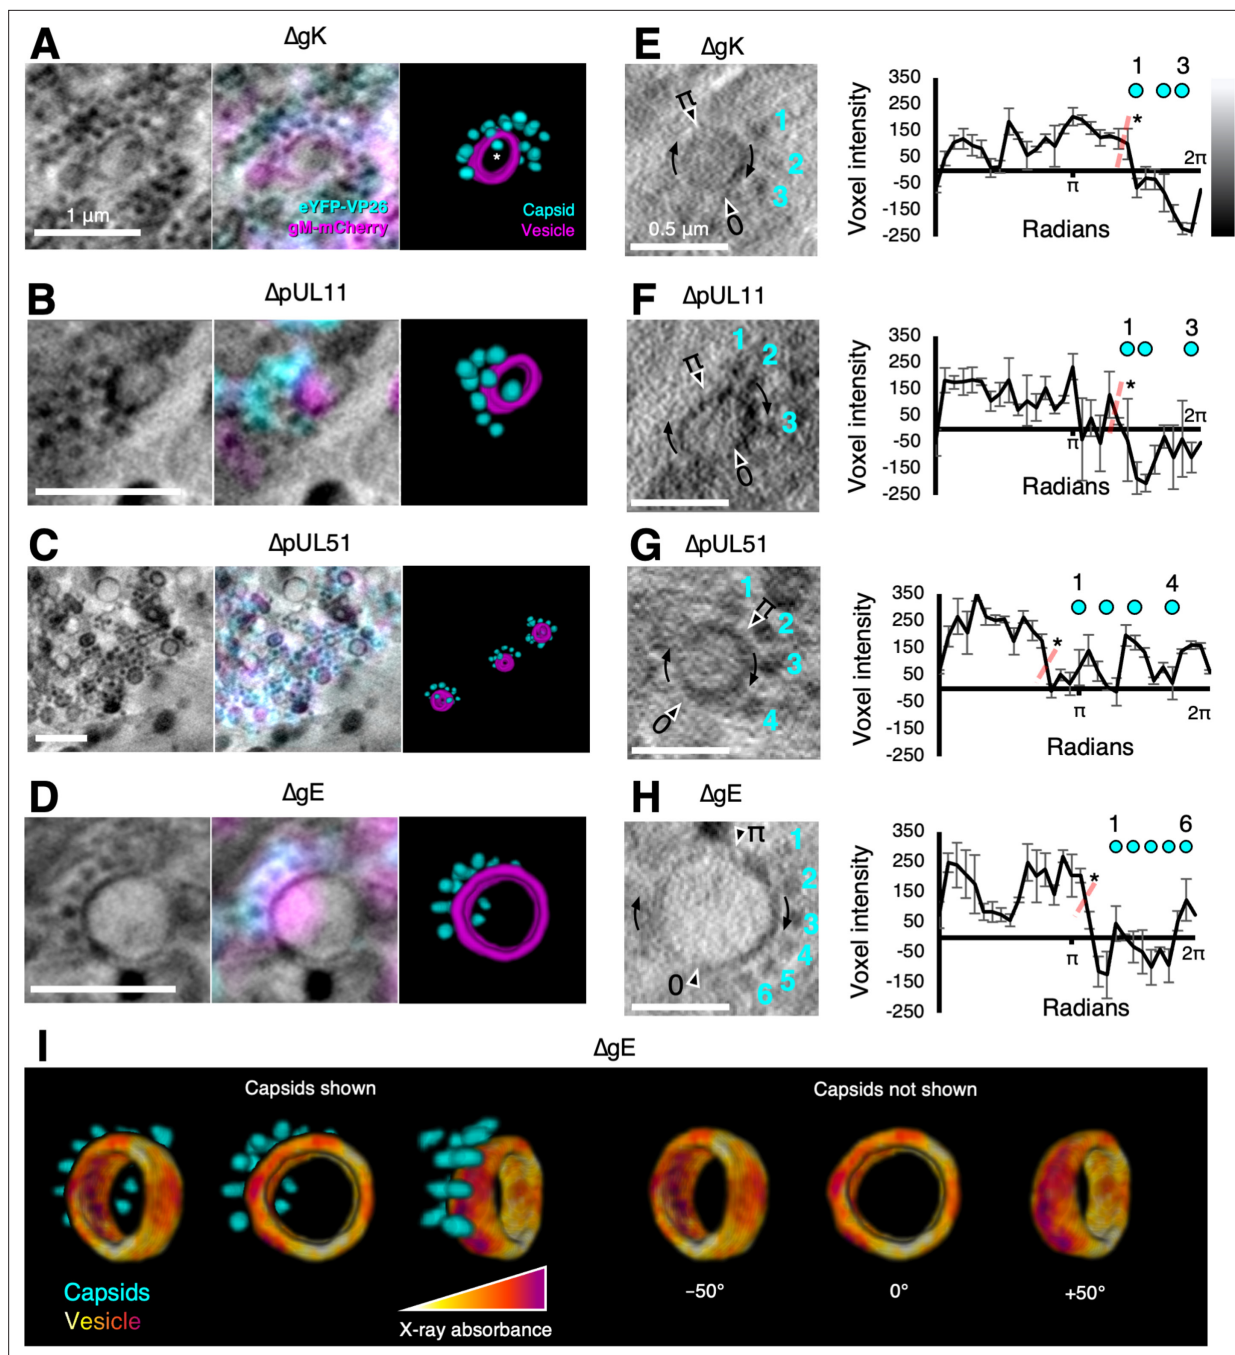 A
ΔgK
1 µm
eYFP-VP26
gM-mCherry
Capsid
Vesicle
*
E
ΔgK
π
1
2
3
0
0.5 µm
Voxel intensity
350
250
150
50
-50
-150
-250
1 3
*
π
2π
Radians
B
ΔpUL11
F
ΔpUL11
π
1
2
3
0
Voxel intensity
350
250
150
50
-50
-150
-250
1 3
*
π
2π
Radians
C
ΔpUL51
G
ΔpUL51
1
π
2
3
4
0
Voxel intensity
350
250
150
50
50
-150
-250
1 4
*
π
2π
Radians
D
ΔgE
H
ΔgE
π
1
2
3
4
5
6
0
Voxel intensity
350
250
150
50
-50
-150
-250
1 6
*
π
2π
Radians
I
ΔgE
Capsids shown
Capsids not shown
Capsids
Vesicle
X-ray absorbance
−50°
0°
+50°